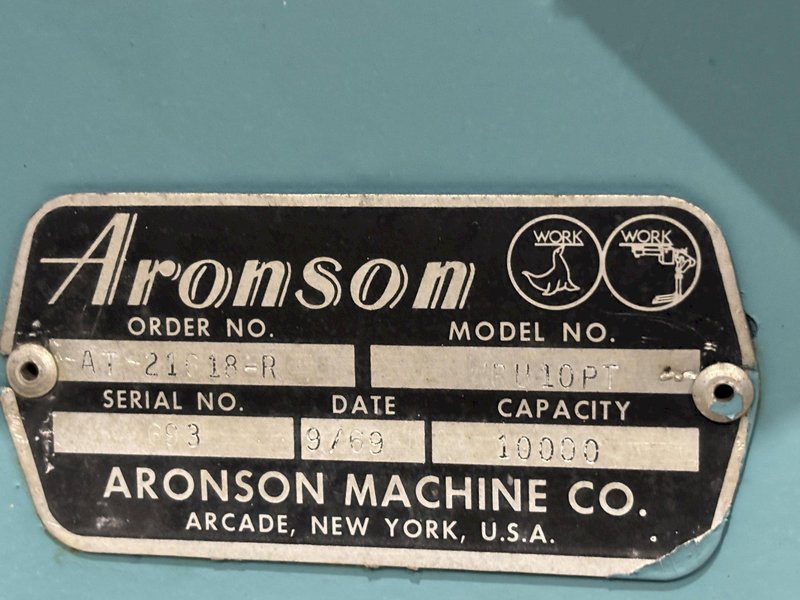 Aronson
WORK WORK
ORDER NO. MODEL NO.
SERIAL NO. DATE CAPACITY
9/69 10000
ARONSON MACHINE CO.
ARCADE, NEW YORK, U.S.A.